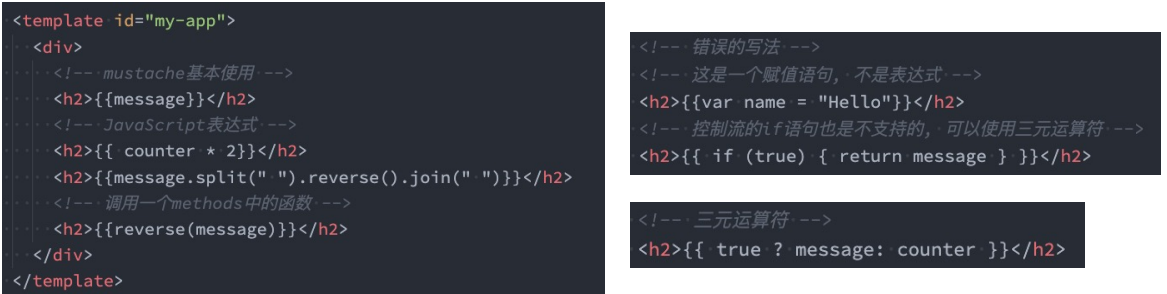 <template id="my-app">
<div>
<!-- mustache基本使用 -->
<h2>{{message}}</h2>
<!-- JavaScript表达式 -->
<h2>{{ counter * 2}}</h2>
<h2>{{message.split(" ").reverse().join(" ")}}</h2>
<!-- 调用一个methods中的函数 -->
<h2>{{reverse(message)}}</h2>
</div>
</template>
<!-- 错误的写法 -->
<!-- 这是一个赋值语句, 不是表达式 -->
<h2>{{var name = "Hello"}}</h2>
<!-- 控制流的if语句也是不支持的, 可以使用三元运算符 -->
<h2>{{ if (true) { return message } }}</h2>
<!-- 三元运算符 -->
<h2>{{ true ? message: counter }}</h2>